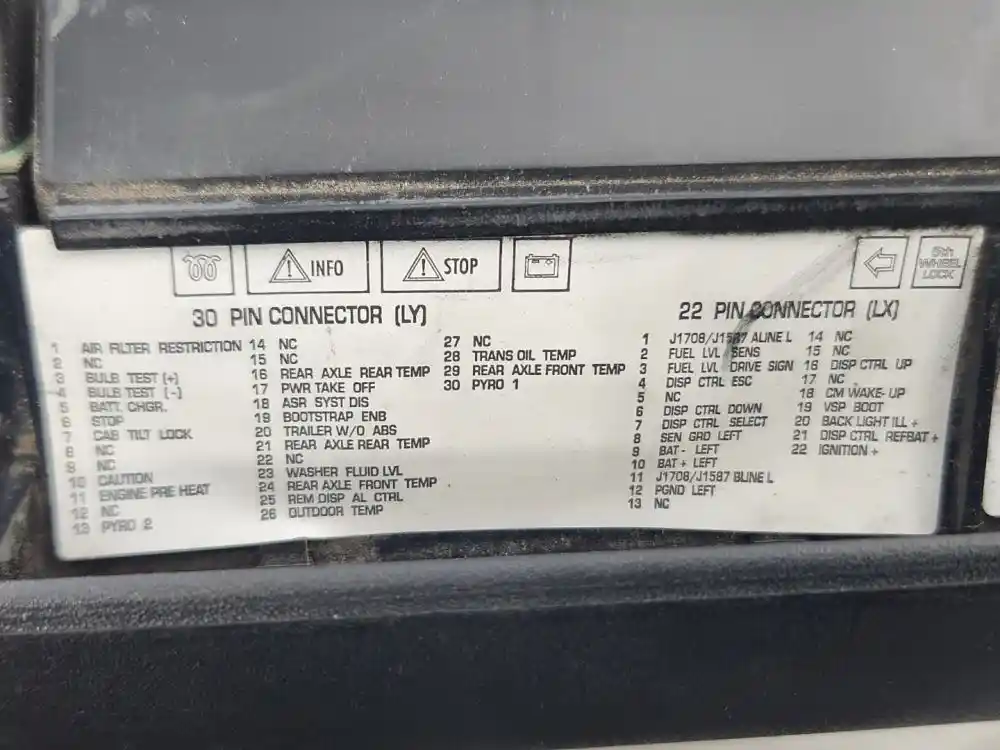 INFO
STOP
5th
WHEEL
LOCK
30 PIN CONNECTOR (LY)
1 AIR FILTER RESTRICTION
2 NC
3 BULB TEST (+)
4 BULB TEST (-)
5 BATT. CHGR.
6 STOP
7 CAB TILT LOCK
8 NC
9 NC
10 CAUTION
11 ENGINE PRE HEAT
12 NC
13 PYRO 2
14 NC
15 NC
16 REAR AXLE REAR TEMP
17 PWR TAKE OFF
18 ASR SYST DIS
19 BOOTSTRAP ENB
20 TRAILER W/O ABS
21 REAR AXLE REAR TEMP
22 NC
23 WASHER FLUID LVL
24 REAR AXLE FRONT TEMP
25 REM DISP AL CTRL
26 OUTDOOR TEMP
27 NC
28 TRANS OIL TEMP
29 REAR AXLE FRONT TEMP
30 PYRO 1
22 PIN CONNECTOR (LX)
1 J1708/J1587 ALINE L
2 FUEL LVL SENS
3 FUEL LVL DRIVE SIGN
4 DISP CTRL ESC
5 NC
6 DISP CTRL DOWN
7 DISP CTRL SELECT
8 SEN GRD LEFT
9 BAT- LEFT
10 BAT+ LEFT
11 J1708/J1587 BLINE L
12 PGND LEFT
13 NC
14 NC
15 NC
16 DISP CTRL UP
17 NC
18 CM WAKE-UP
19 VSP BOOT
20 BACK LIGHT ILL +
21 DISP CTRL REFBAT +
22 IGNITION +